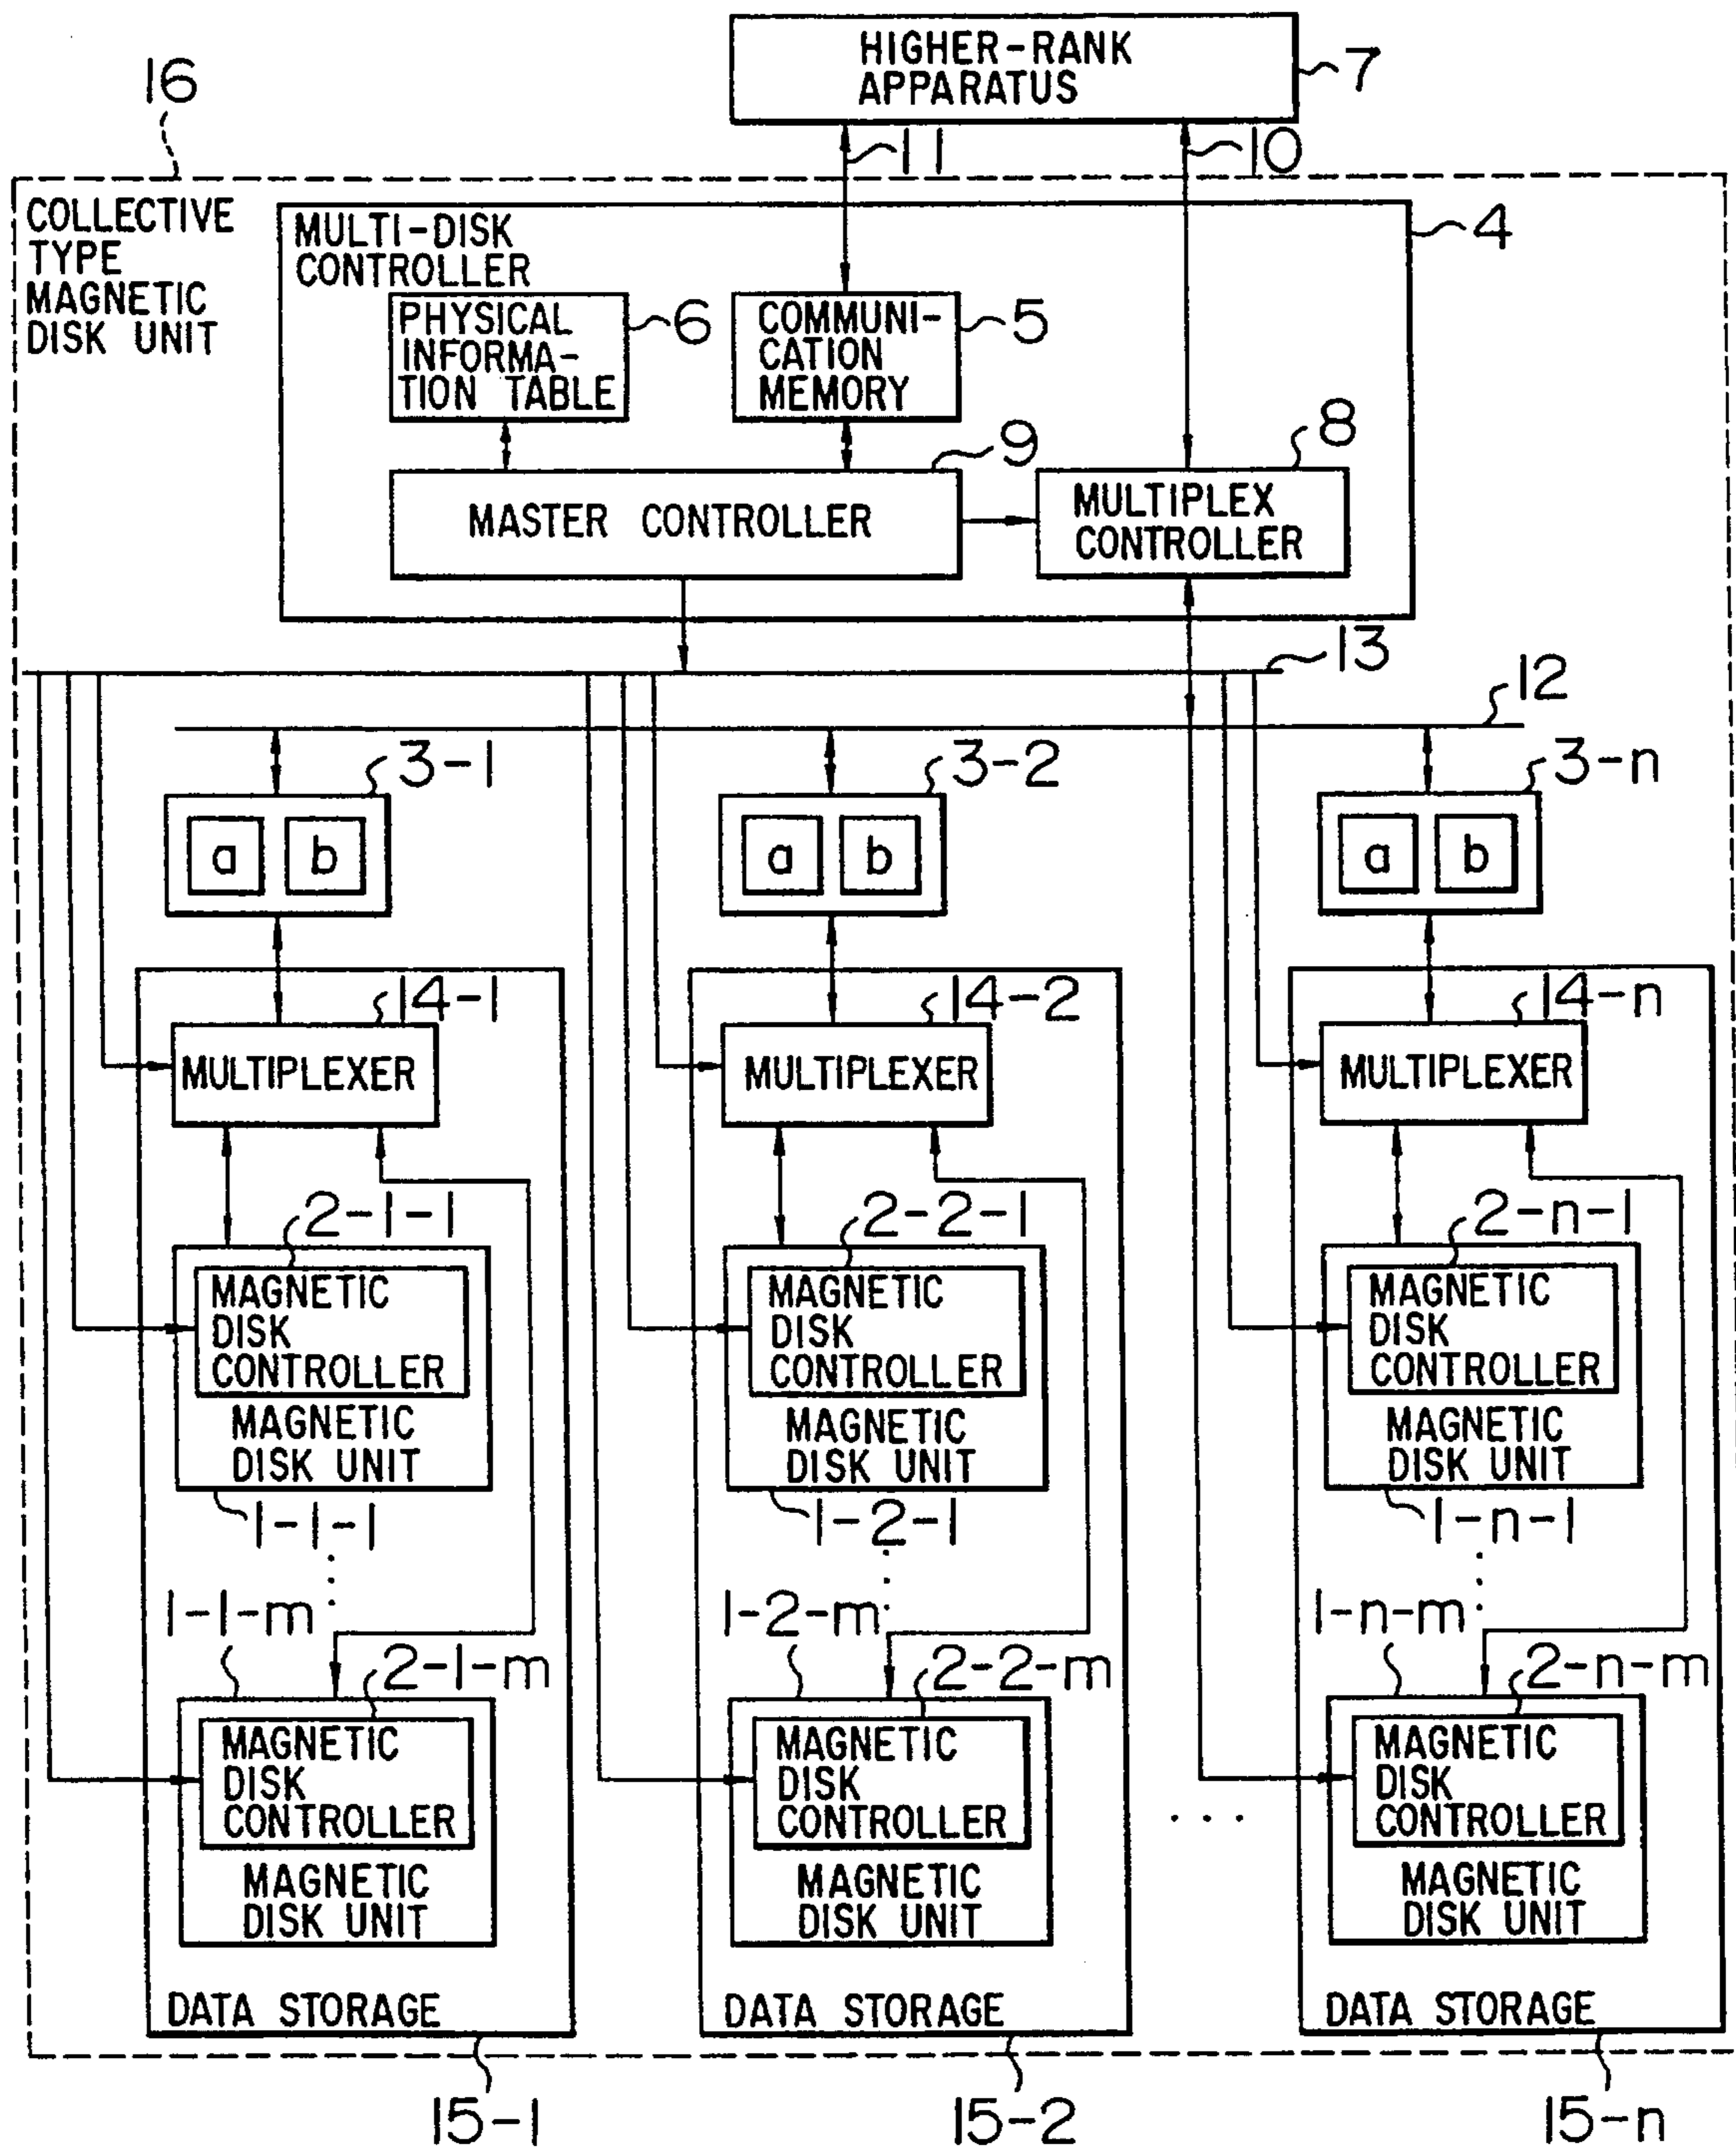 HIGHER-RANK
APPARATUS
7
16
11
10
COLLECTIVE
TYPE
MAGNETIC
DISK UNIT
MULTI-DISK
CONTROLLER
4
PHYSICAL
INFORMA-
TION TABLE
6
COMMUNI-
CATION
MEMORY
5
9
8
MASTER CONTROLLER
MULTIPLEX
CONTROLLER
13
12
3-1
3-2
3-n
a b
a b
a b
14-1
14-2
14-n
MULTIPLEXER
MULTIPLEXER
MULTIPLEXER
2-1-1
2-2-1
2-n-1
MAGNETIC
DISK
CONTROLLER
MAGNETIC
DISK UNIT
MAGNETIC
DISK
CONTROLLER
MAGNETIC
DISK UNIT
MAGNETIC
DISK
CONTROLLER
MAGNETIC
DISK UNIT
1-1-1
1-2-1
1-n-1
1-1-m
1-2-m
1-n-m
2-1-m
2-2-m
2-n-m
MAGNETIC
DISK
CONTROLLER
MAGNETIC
DISK UNIT
MAGNETIC
DISK
CONTROLLER
MAGNETIC
DISK UNIT
...
MAGNETIC
DISK
CONTROLLER
MAGNETIC
DISK UNIT
DATA STORAGE
DATA STORAGE
DATA STORAGE
15-1
15-2
15-n